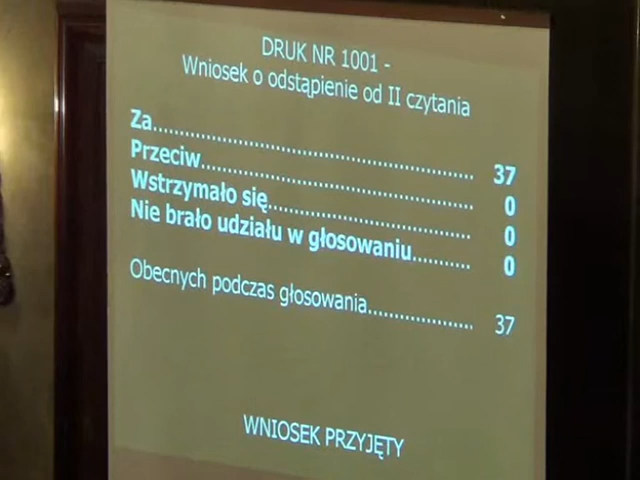 DRUK NR 1001 -
Wniosek o odstąpienie od II czytania
Za........................................................ 37
Przeciw................................................ 0
Wstrzymało się................................... 0
Nie brało udziału w głosowaniu.......... 0
Obecnych podczas głosowania.................. 37
WNIOSEK PRZYJĘTY